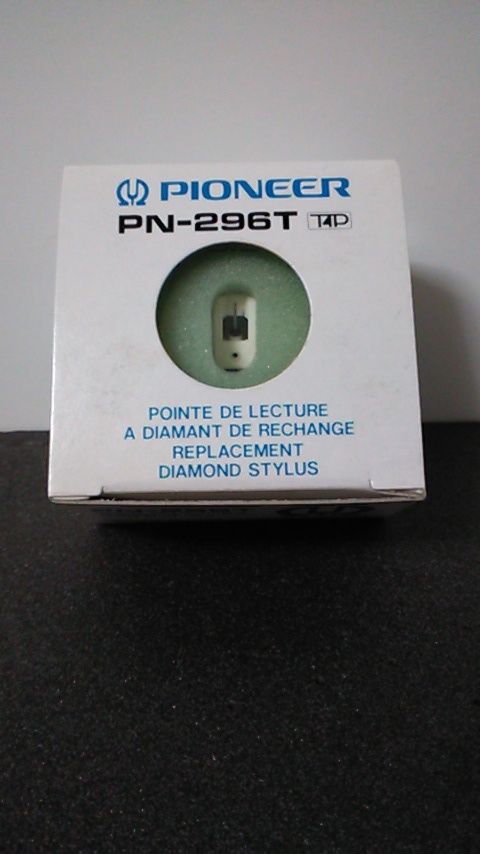 PIONEER
PN-296T T4P
POINTE DE LECTURE
A DIAMANT DE RECHANGE
REPLACEMENT
DIAMOND STYLUS